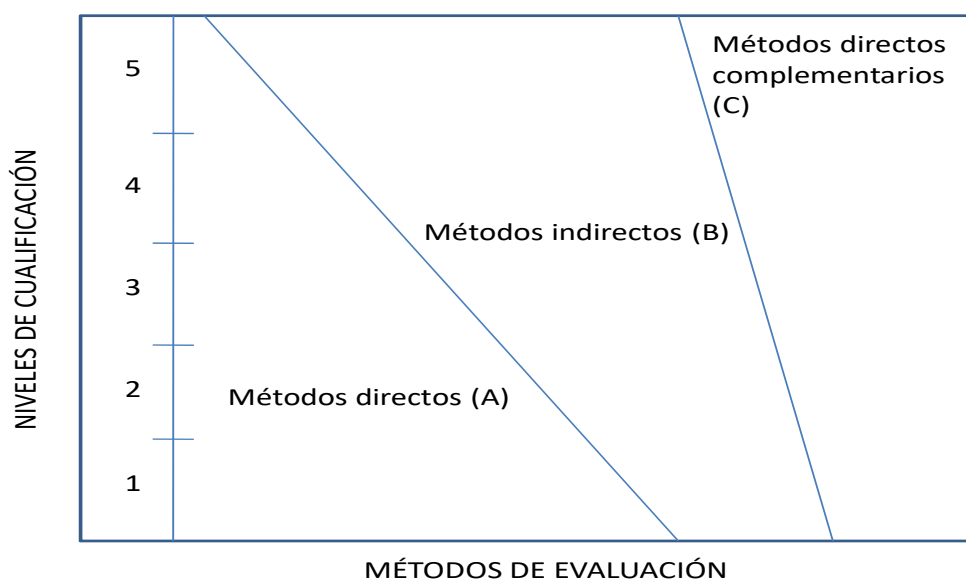 NIVELES DE CUALIFICACIÓN
5
4
3
2
1
Métodos directos
complementarios
(C)
Métodos indirectos (B)
Métodos directos (A)
MÉTODOS DE EVALUACIÓN